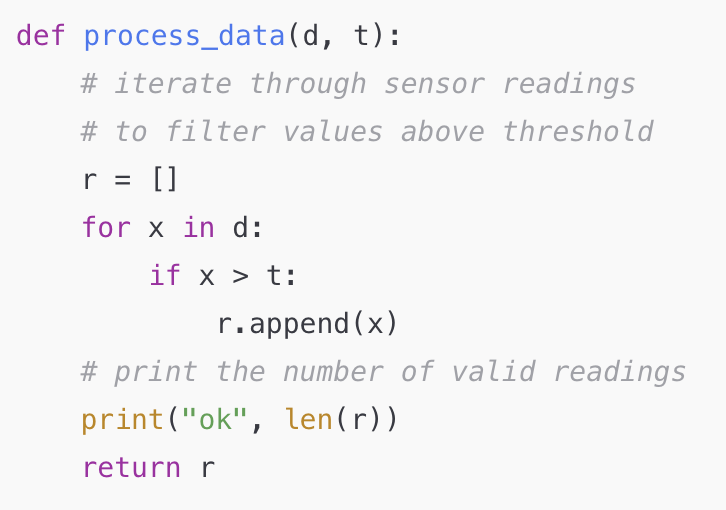 def process_data(d, t):
    # iterate through sensor readings
    # to filter values above threshold
    r = []
    for x in d:
        if x > t:
            r.append(x)
    # print the number of valid readings
    print("ok", len(r))
    return r